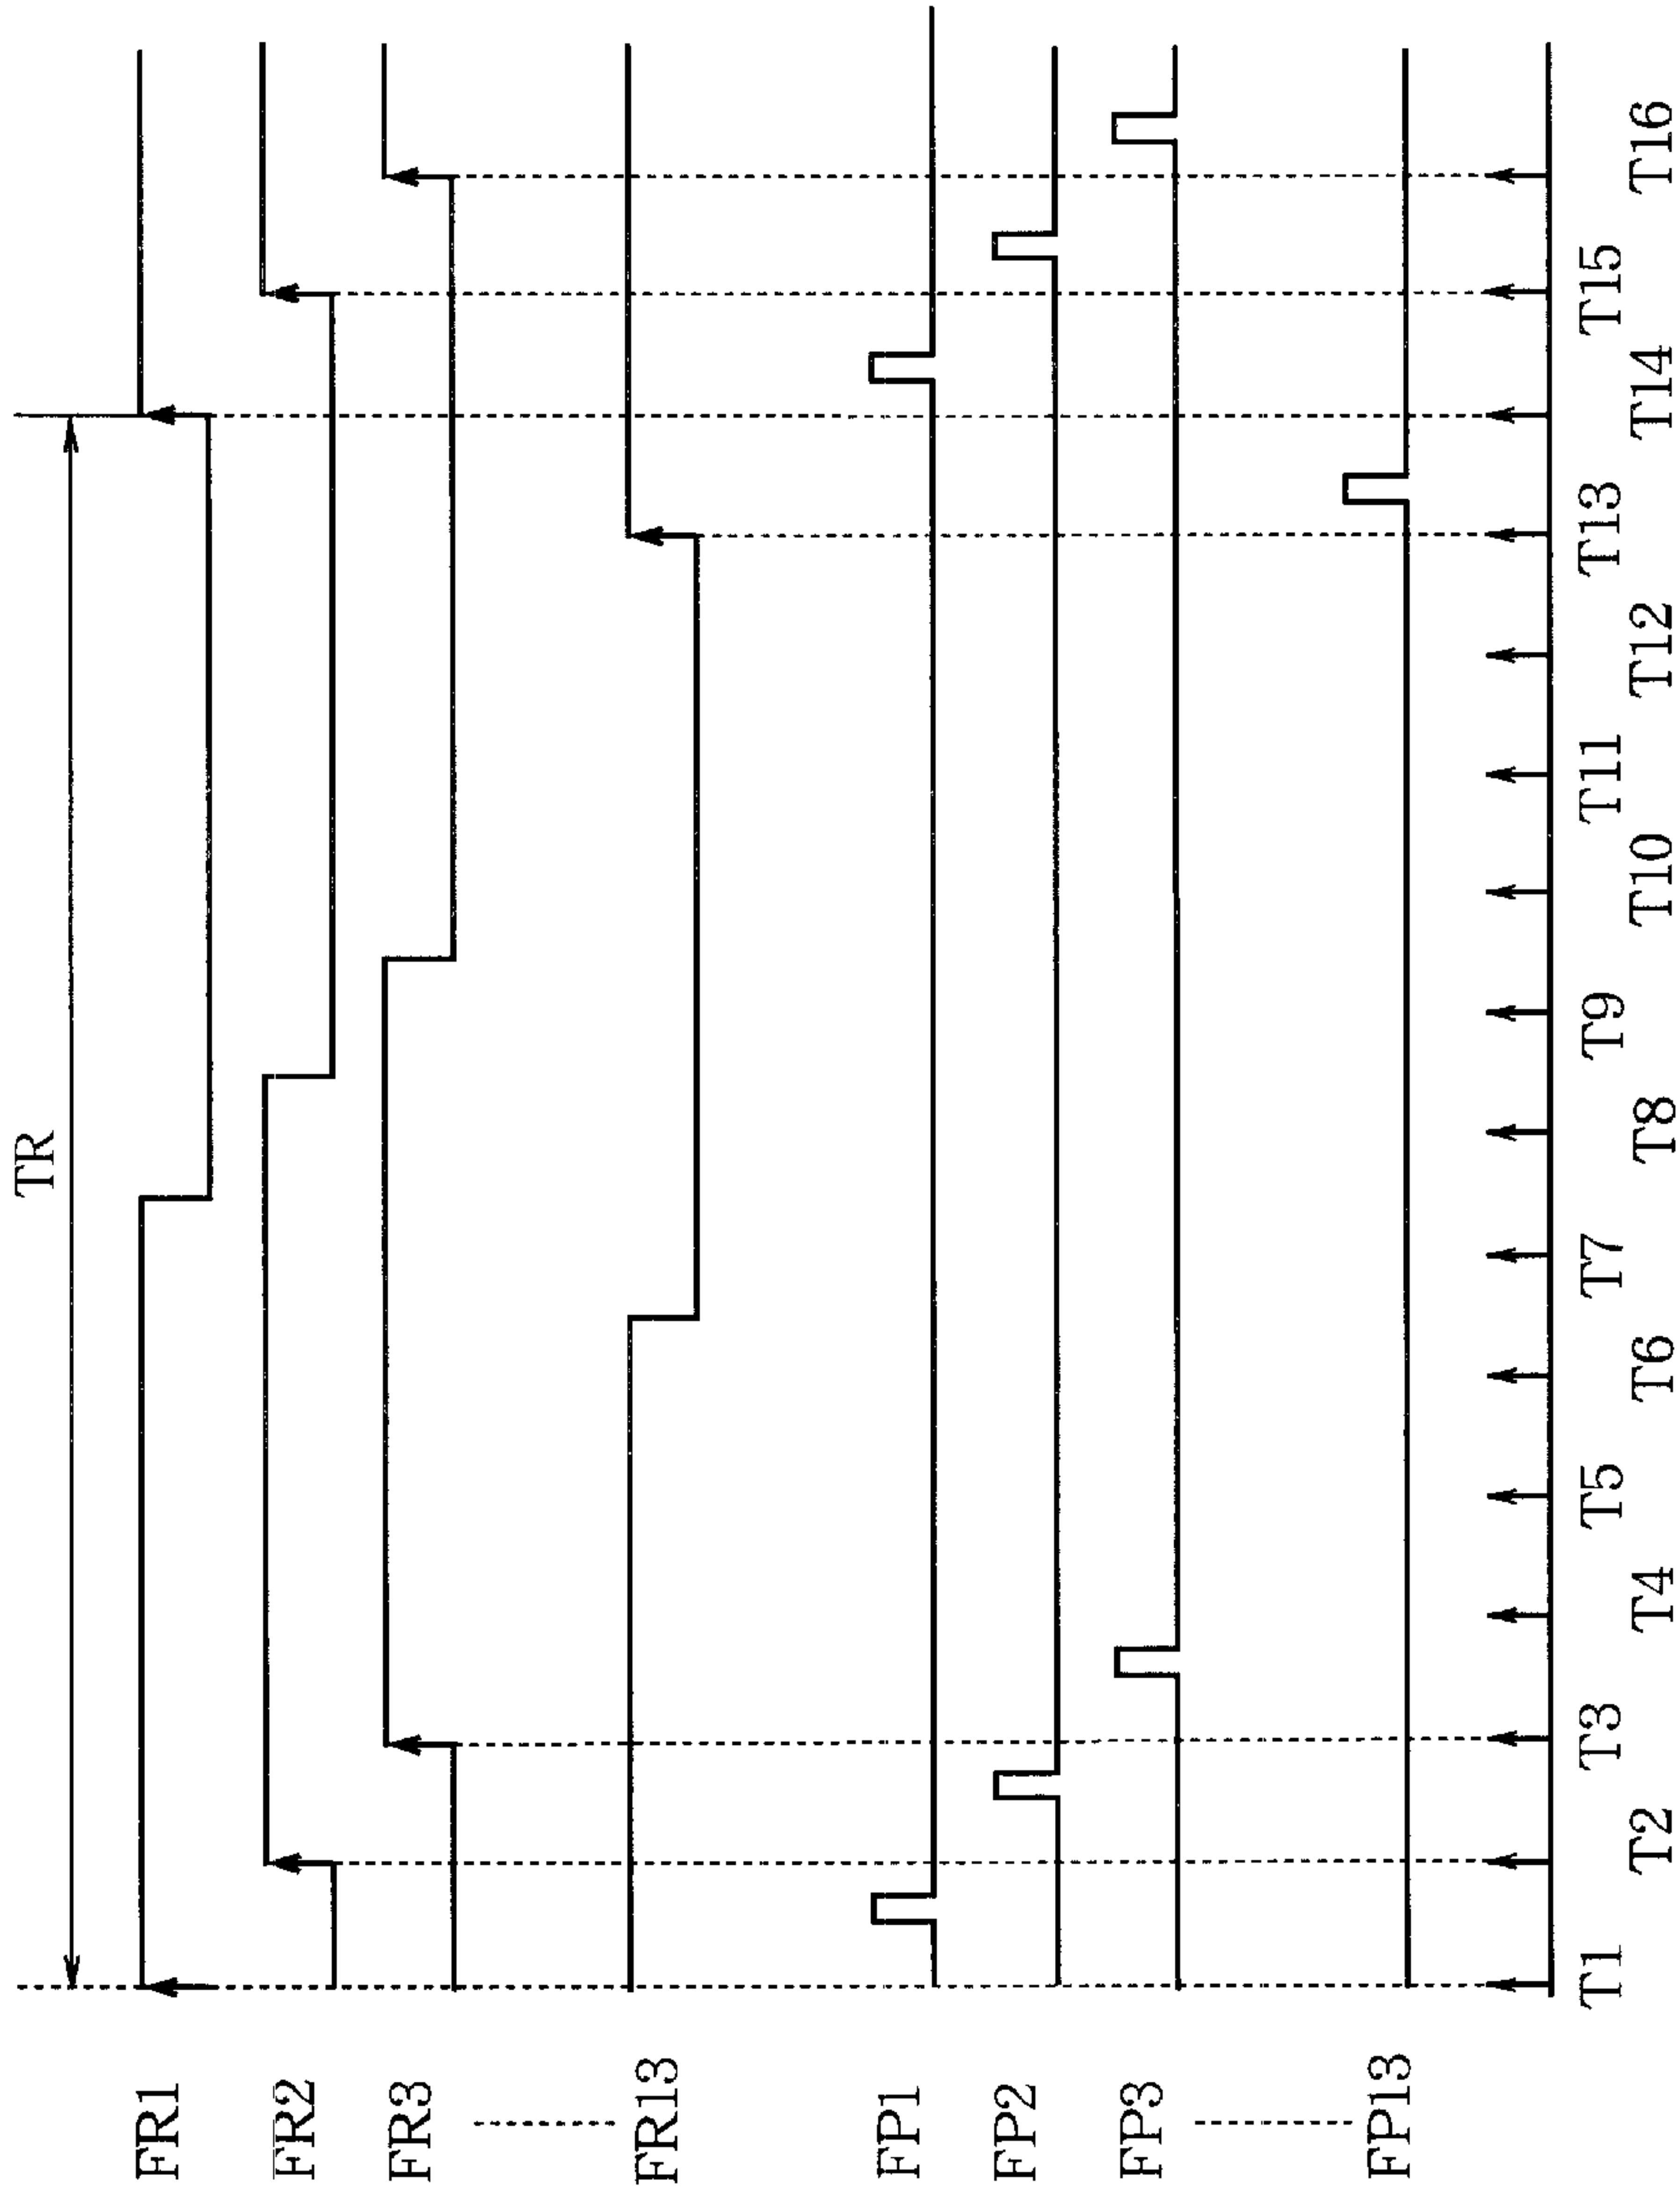 TR
FR1
FR2
FR3
FR13
FP1
FP2
FP3
FP13
T1 T2 T3 T4 T5 T6 T7 T8 T9 T10 T11 T12 T13 T14 T15 T16